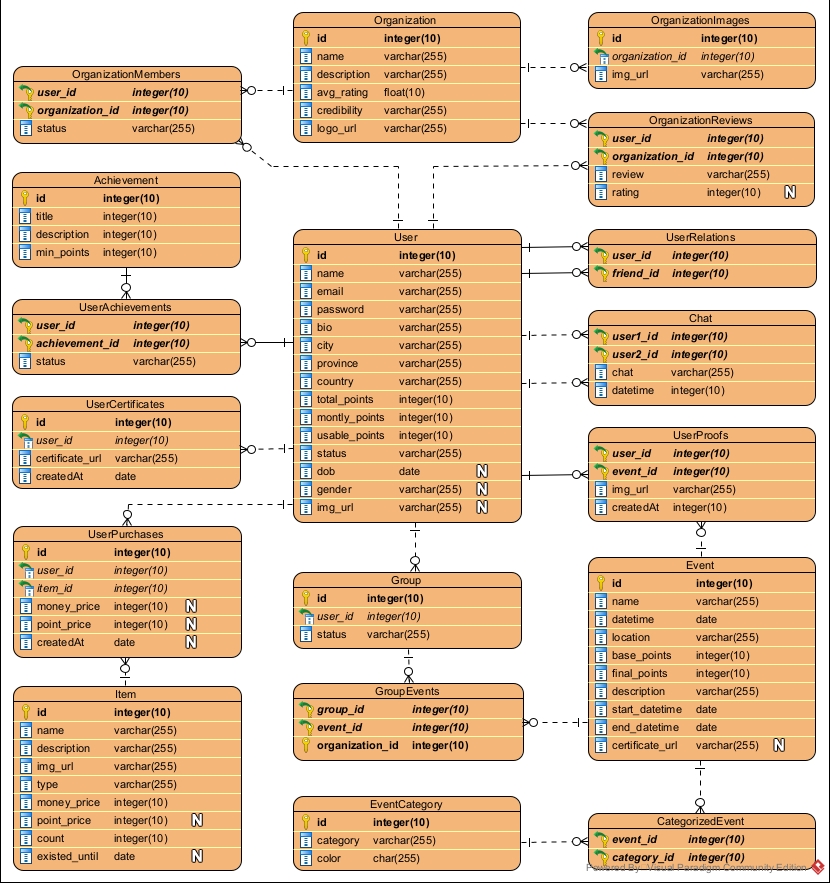 Organization
id integer(10)
name varchar(255)
description varchar(255)
avg_rating float(10)
credibility varchar(255)
logo_url varchar(255)
OrganizationImages
id integer(10)
organization_id integer(10)
img_url varchar(255)
OrganizationMembers
user_id integer(10)
organization_id integer(10)
status varchar(255)
OrganizationReviews
user_id integer(10)
organization_id integer(10)
review varchar(255)
rating integer(10) N
Achievement
id integer(10)
title integer(10)
description integer(10)
min_points integer(10)
User
id integer(10)
name varchar(255)
email varchar(255)
password varchar(255)
bio varchar(255)
city varchar(255)
province varchar(255)
country varchar(255)
total_points integer(10)
montly_points integer(10)
usable_points integer(10)
status varchar(255)
dob date N
gender varchar(255) N
img_url varchar(255) N
UserRelations
user_id integer(10)
friend_id integer(10)
UserAchievements
user_id integer(10)
achievement_id integer(10)
status varchar(255)
Chat
user1_id integer(10)
user2_id integer(10)
chat varchar(255)
datetime integer(10)
UserCertificates
id integer(10)
user_id integer(10)
certificate_url varchar(255)
createdAt date
UserProofs
user_id integer(10)
event_id integer(10)
img_url varchar(255)
createdAt integer(10)
UserPurchases
id integer(10)
user_id integer(10)
item_id integer(10)
money_price integer(10) N
point_price integer(10) N
createdAt date N
Group
id integer(10)
user_id integer(10)
status varchar(255)
Event
id integer(10)
name varchar(255)
datetime date
location varchar(255)
base_points integer(10)
final_points integer(10)
description varchar(255)
start_datetime date
end_datetime date
certificate_url varchar(255) N
Item
id integer(10)
name varchar(255)
description varchar(255)
img_url varchar(255)
type varchar(255)
money_price integer(10)
point_price integer(10) N
count integer(10)
existed_until date N
GroupEvents
group_id integer(10)
event_id integer(10)
organization_id integer(10)
EventCategory
id integer(10)
category varchar(255)
color char(255)
CategorizedEvent
event_id integer(10)
category_id integer(10)
Powered By Visual Paradigm Community Edition